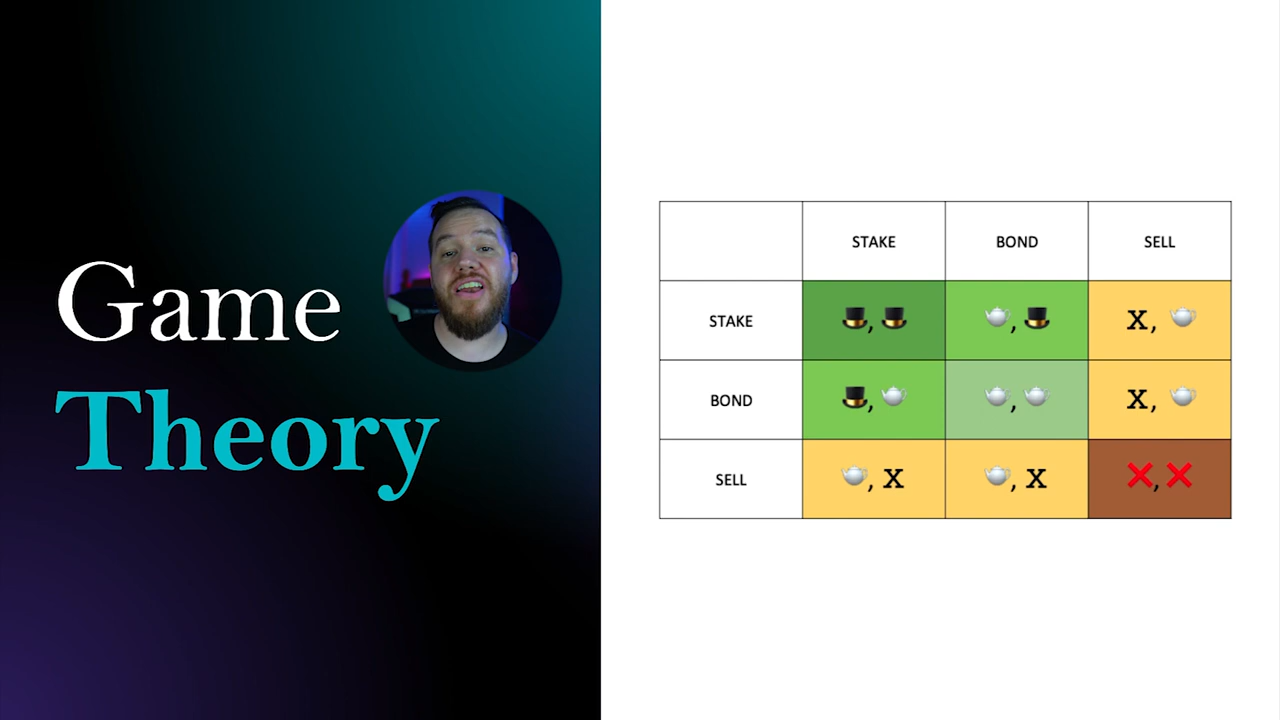 Game
Theory
STAKE BOND SELL
STAKE X,
BOND X,
SELL , X , X ❌, ❌